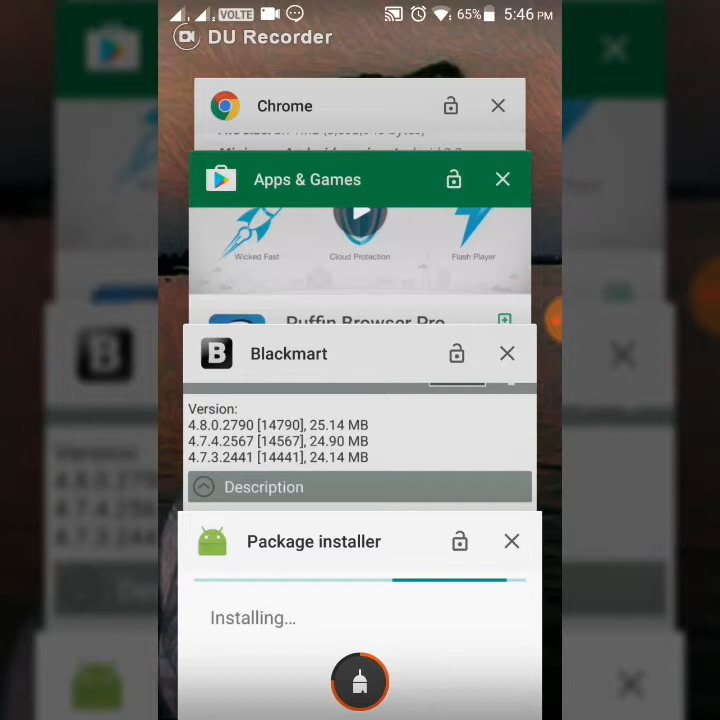 VOLTE 65% 5:46 PM
DU Recorder
Chrome
Apps & Games
Wicked Fast Cloud Protection Flash Player
Puffin Browser Pro
B Blackmart
Version:
4.8.0.2790 [14790], 25.14 MB
4.7.4.2567 [14567], 24.90 MB
4.7.3.2441 [14441], 24.14 MB
Description
Package installer
Installing...